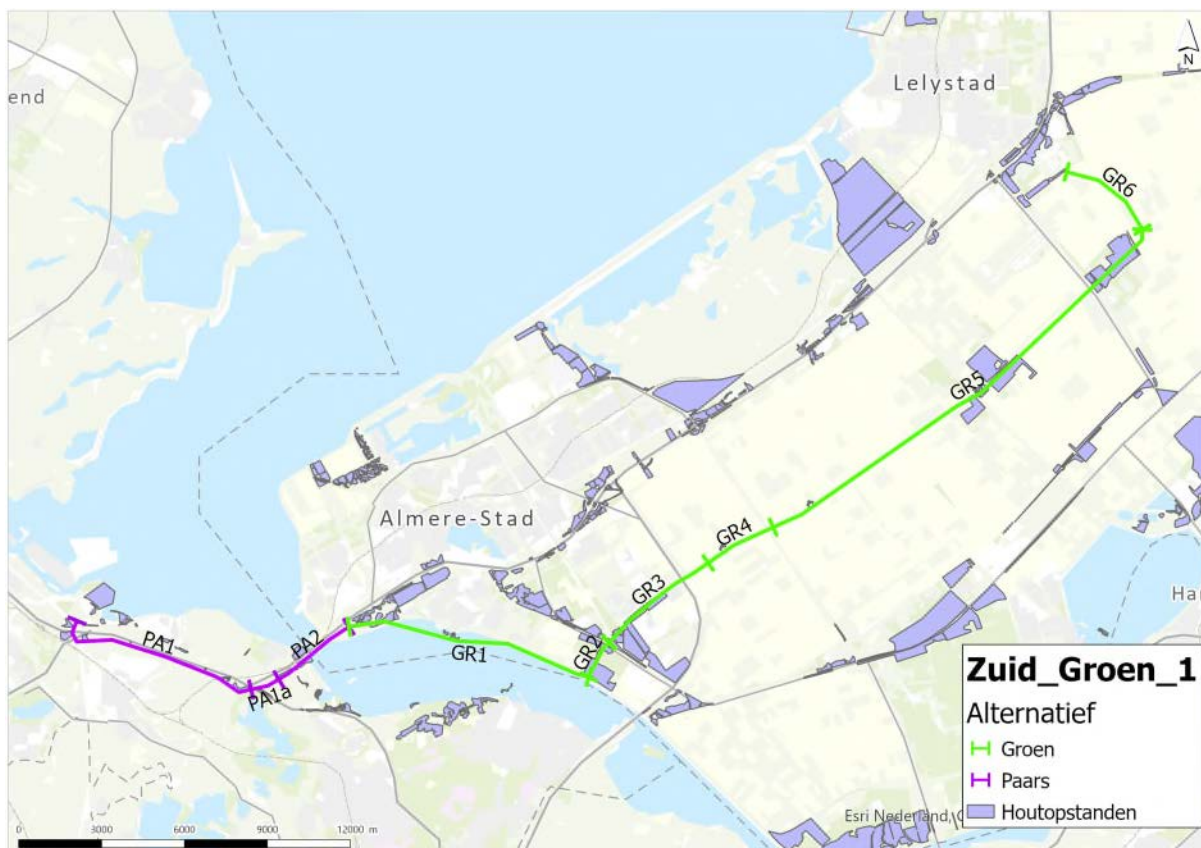 N
Lelystad
end
GR6
GR5
Almere-Stad
GR4
GR3
Har
PA1
PA2
GR1
GR2
PA1a
Zuid_Groen_1
Alternatief
Groen
Paars
Houtopstanden
Esri Nederland, C
0 3000 6000 9000 12000 m